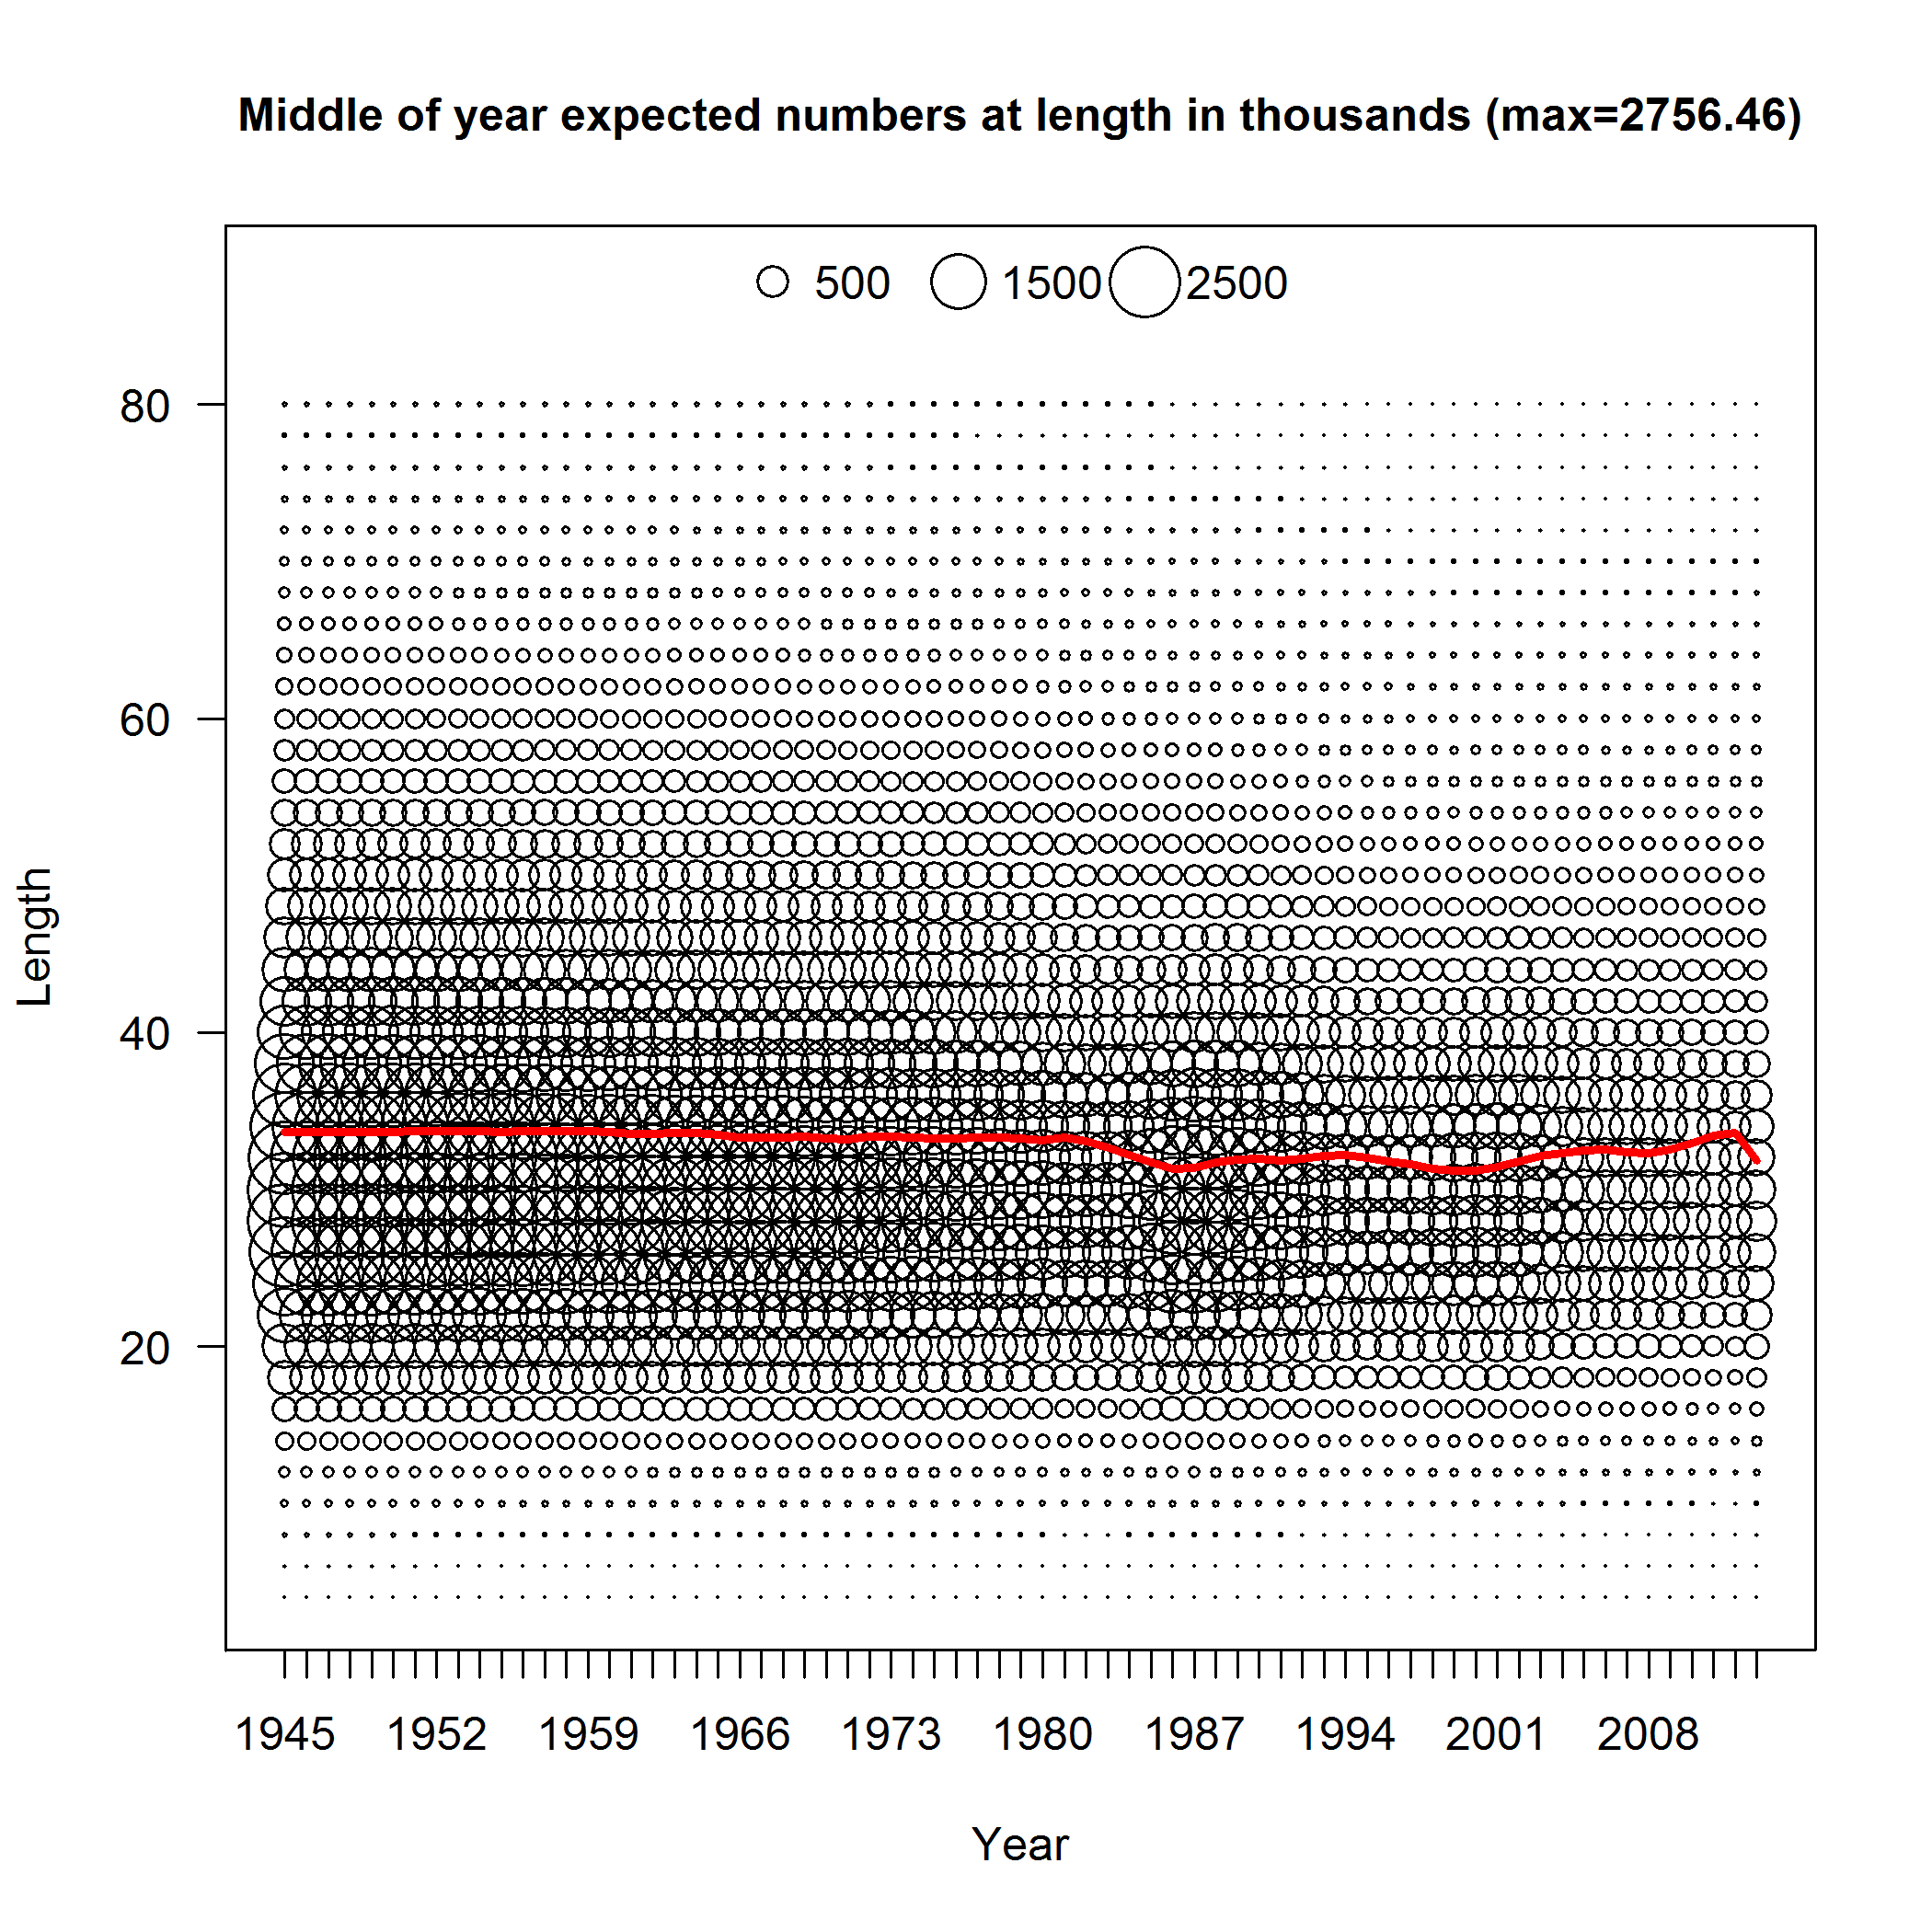 Middle of year expected numbers at length in thousands (max=2756.46)
500 1500 2500
80
60
40
20
Length
1945 1952 1959 1966 1973 1980 1987 1994 2001 2008
Year